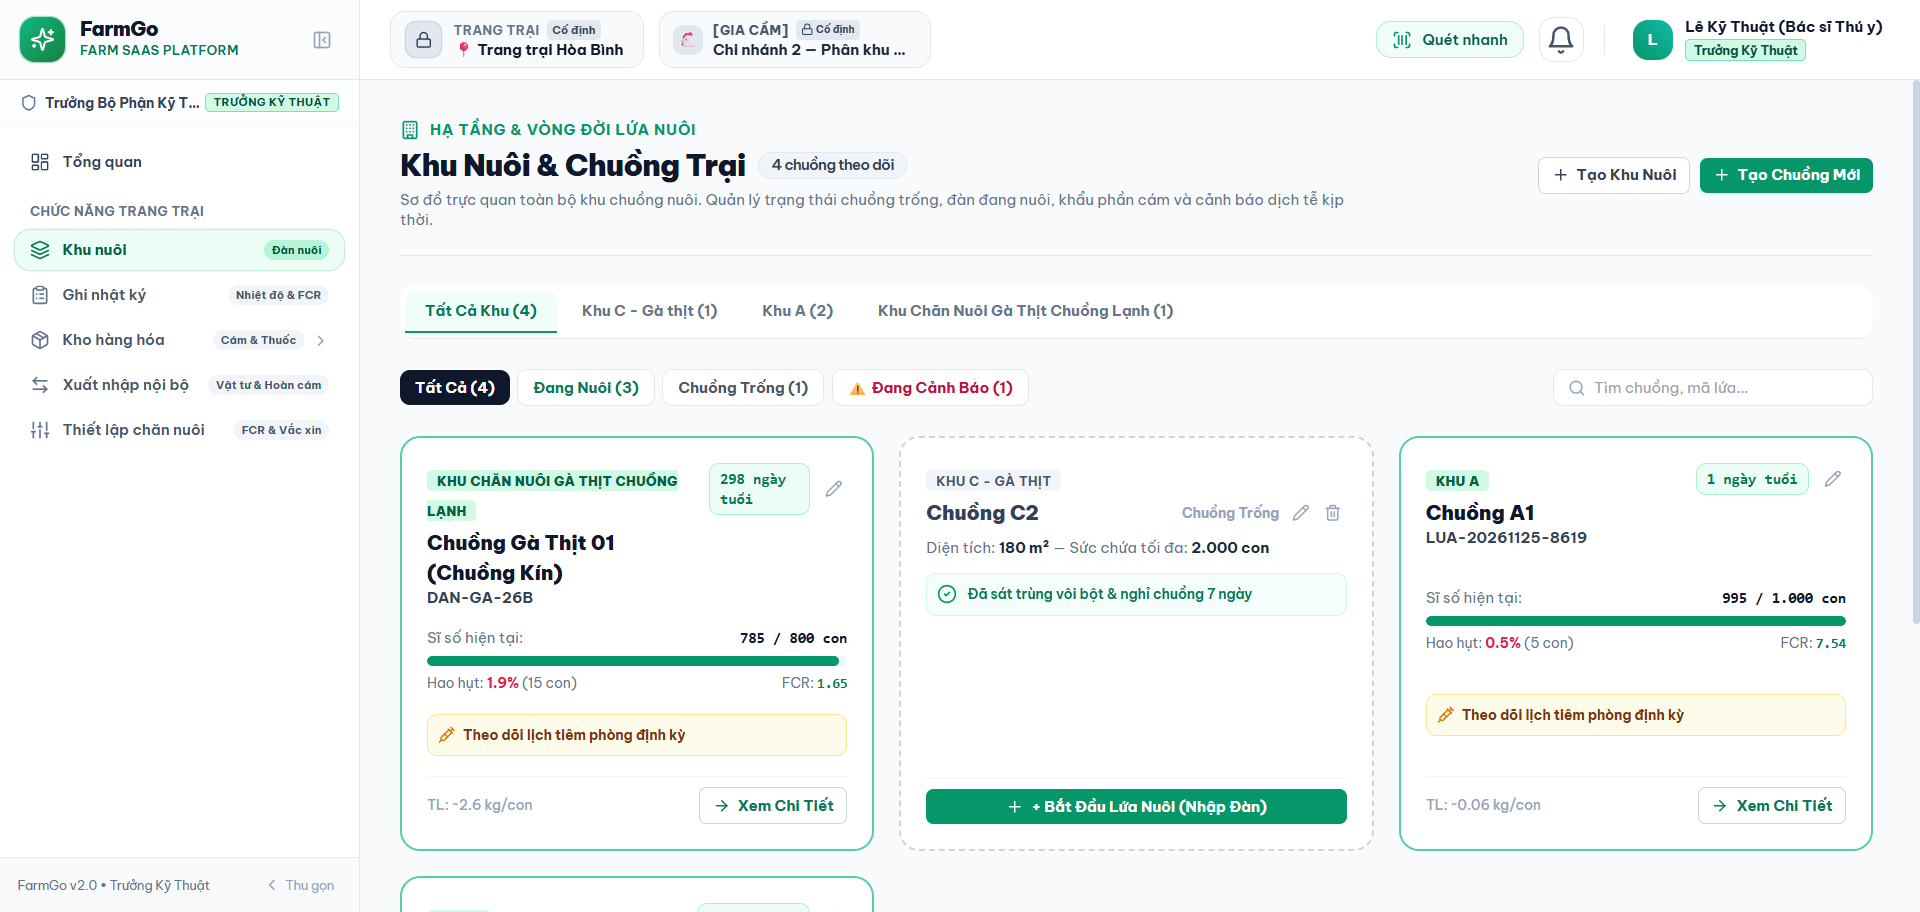 FarmGo
FARM SAAS PLATFORM
TRANG TRẠI Cố định
Trang trại Hòa Bình
[GIA CẦM] Cố định
Chi nhánh 2 – Phân khu ...
Quét nhanh
L
Lê Kỹ Thuật (Bác sĩ Thú y)
Trưởng Kỹ Thuật
Trưởng Bộ Phận Kỹ T... TRƯỞNG KỸ THUẬT
Tổng quan
CHỨC NĂNG TRANG TRẠI
Khu nuôi Đàn nuôi
Ghi nhật ký Nhiệt độ & FCR
Kho hàng hóa Cám & Thuốc
Xuất nhập nội bộ Vật tư & Hoàn cám
Thiết lập chăn nuôi FCR & Vắc xin
FarmGo v2.0 • Trưởng Kỹ Thuật Thu gọn
HẠ TẦNG & VÒNG ĐỜI LỨA NUÔI
Khu Nuôi & Chuồng Trại 4 chuồng theo dõi
Sơ đồ trực quan toàn bộ khu chuồng nuôi. Quản lý trạng thái chuồng trống, đàn đang nuôi, khẩu phần cám và cảnh báo dịch tễ kịp
thời.
Tạo Khu Nuôi
Tạo Chuồng Mới
Tất Cả Khu (4) Khu C - Gà thịt (1) Khu A (2) Khu Chăn Nuôi Gà Thịt Chuồng Lạnh (1)
Tất Cả (4) Đang Nuôi (3) Chuồng Trống (1) Đang Cảnh Báo (1)
Tìm chuồng, mã lứa...
KHU CHĂN NUÔI GÀ THỊT CHUỒNG
LẠNH
298 ngày
tuổi
Chuồng Gà Thịt 01
(Chuồng Kín)
DAN-GA-26B
Sĩ số hiện tại: 785 / 800 con
Hao hụt: 1.9% (15 con) FCR: 1.65
Theo dõi lịch tiêm phòng định kỳ
TL: ~2.6 kg/con Xem Chi Tiết
KHU C - GÀ THỊT
Chuồng C2 Chuồng Trống
Diện tích: 180 m² — Sức chứa tối đa: 2.000 con
Đã sát trùng vôi bột & nghỉ chuồng 7 ngày
+ Bắt Đầu Lứa Nuôi (Nhập Đàn)
KHU A 1 ngày tuổi
Chuồng A1
LUA-20261125-8619
Sĩ số hiện tại: 995 / 1.000 con
Hao hụt: 0.5% (5 con) FCR: 7.54
Theo dõi lịch tiêm phòng định kỳ
TL: ~0.06 kg/con Xem Chi Tiết